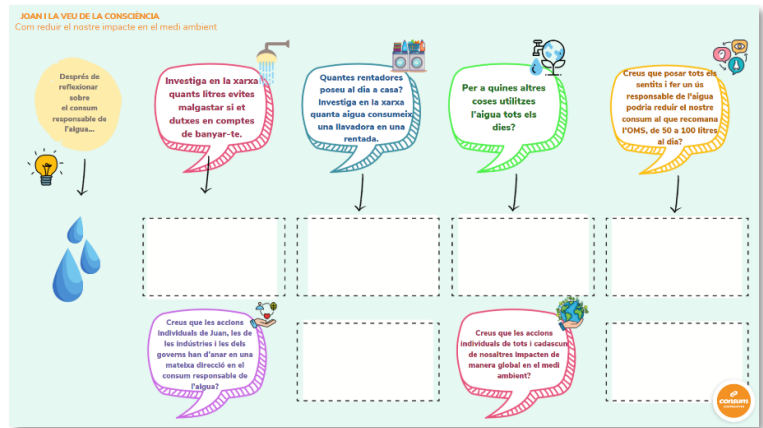 JOAN I LA VEU DE LA CONSCIÈNCIA
Com reduir el nostre impacte en el medi ambient
Després de
reflexionar
sobre
el consum
responsable de
l'aigua...
Investiga en la xarxa
quants litres evites
malgastar si et
dutxes en comptes
de banyar-te.
Quantes rentadores
poseu al dia a casa?
Investiga en la xarxa
quanta aigua consumeix
una llavadora en una
rentada.
Per a quines altres
coses utilitzes
l'aigua tots els
dies?
Creus que posar tots els
sentits i fer un ús
responsable de l'aigua
podria reduir el nostre
consum al que recomana
l'OMS, de 50 a 100 litres
al dia?
Creus que les accions
individuals de Juan, les de
les indústries i les dels
governs han d'anar en una
mateixa direcció en el
consum responsable de
l'aigua?
Creus que les accions
individuals de tots i cadascun
de nosaltres impacten de
manera global en el medi
ambient?
consum